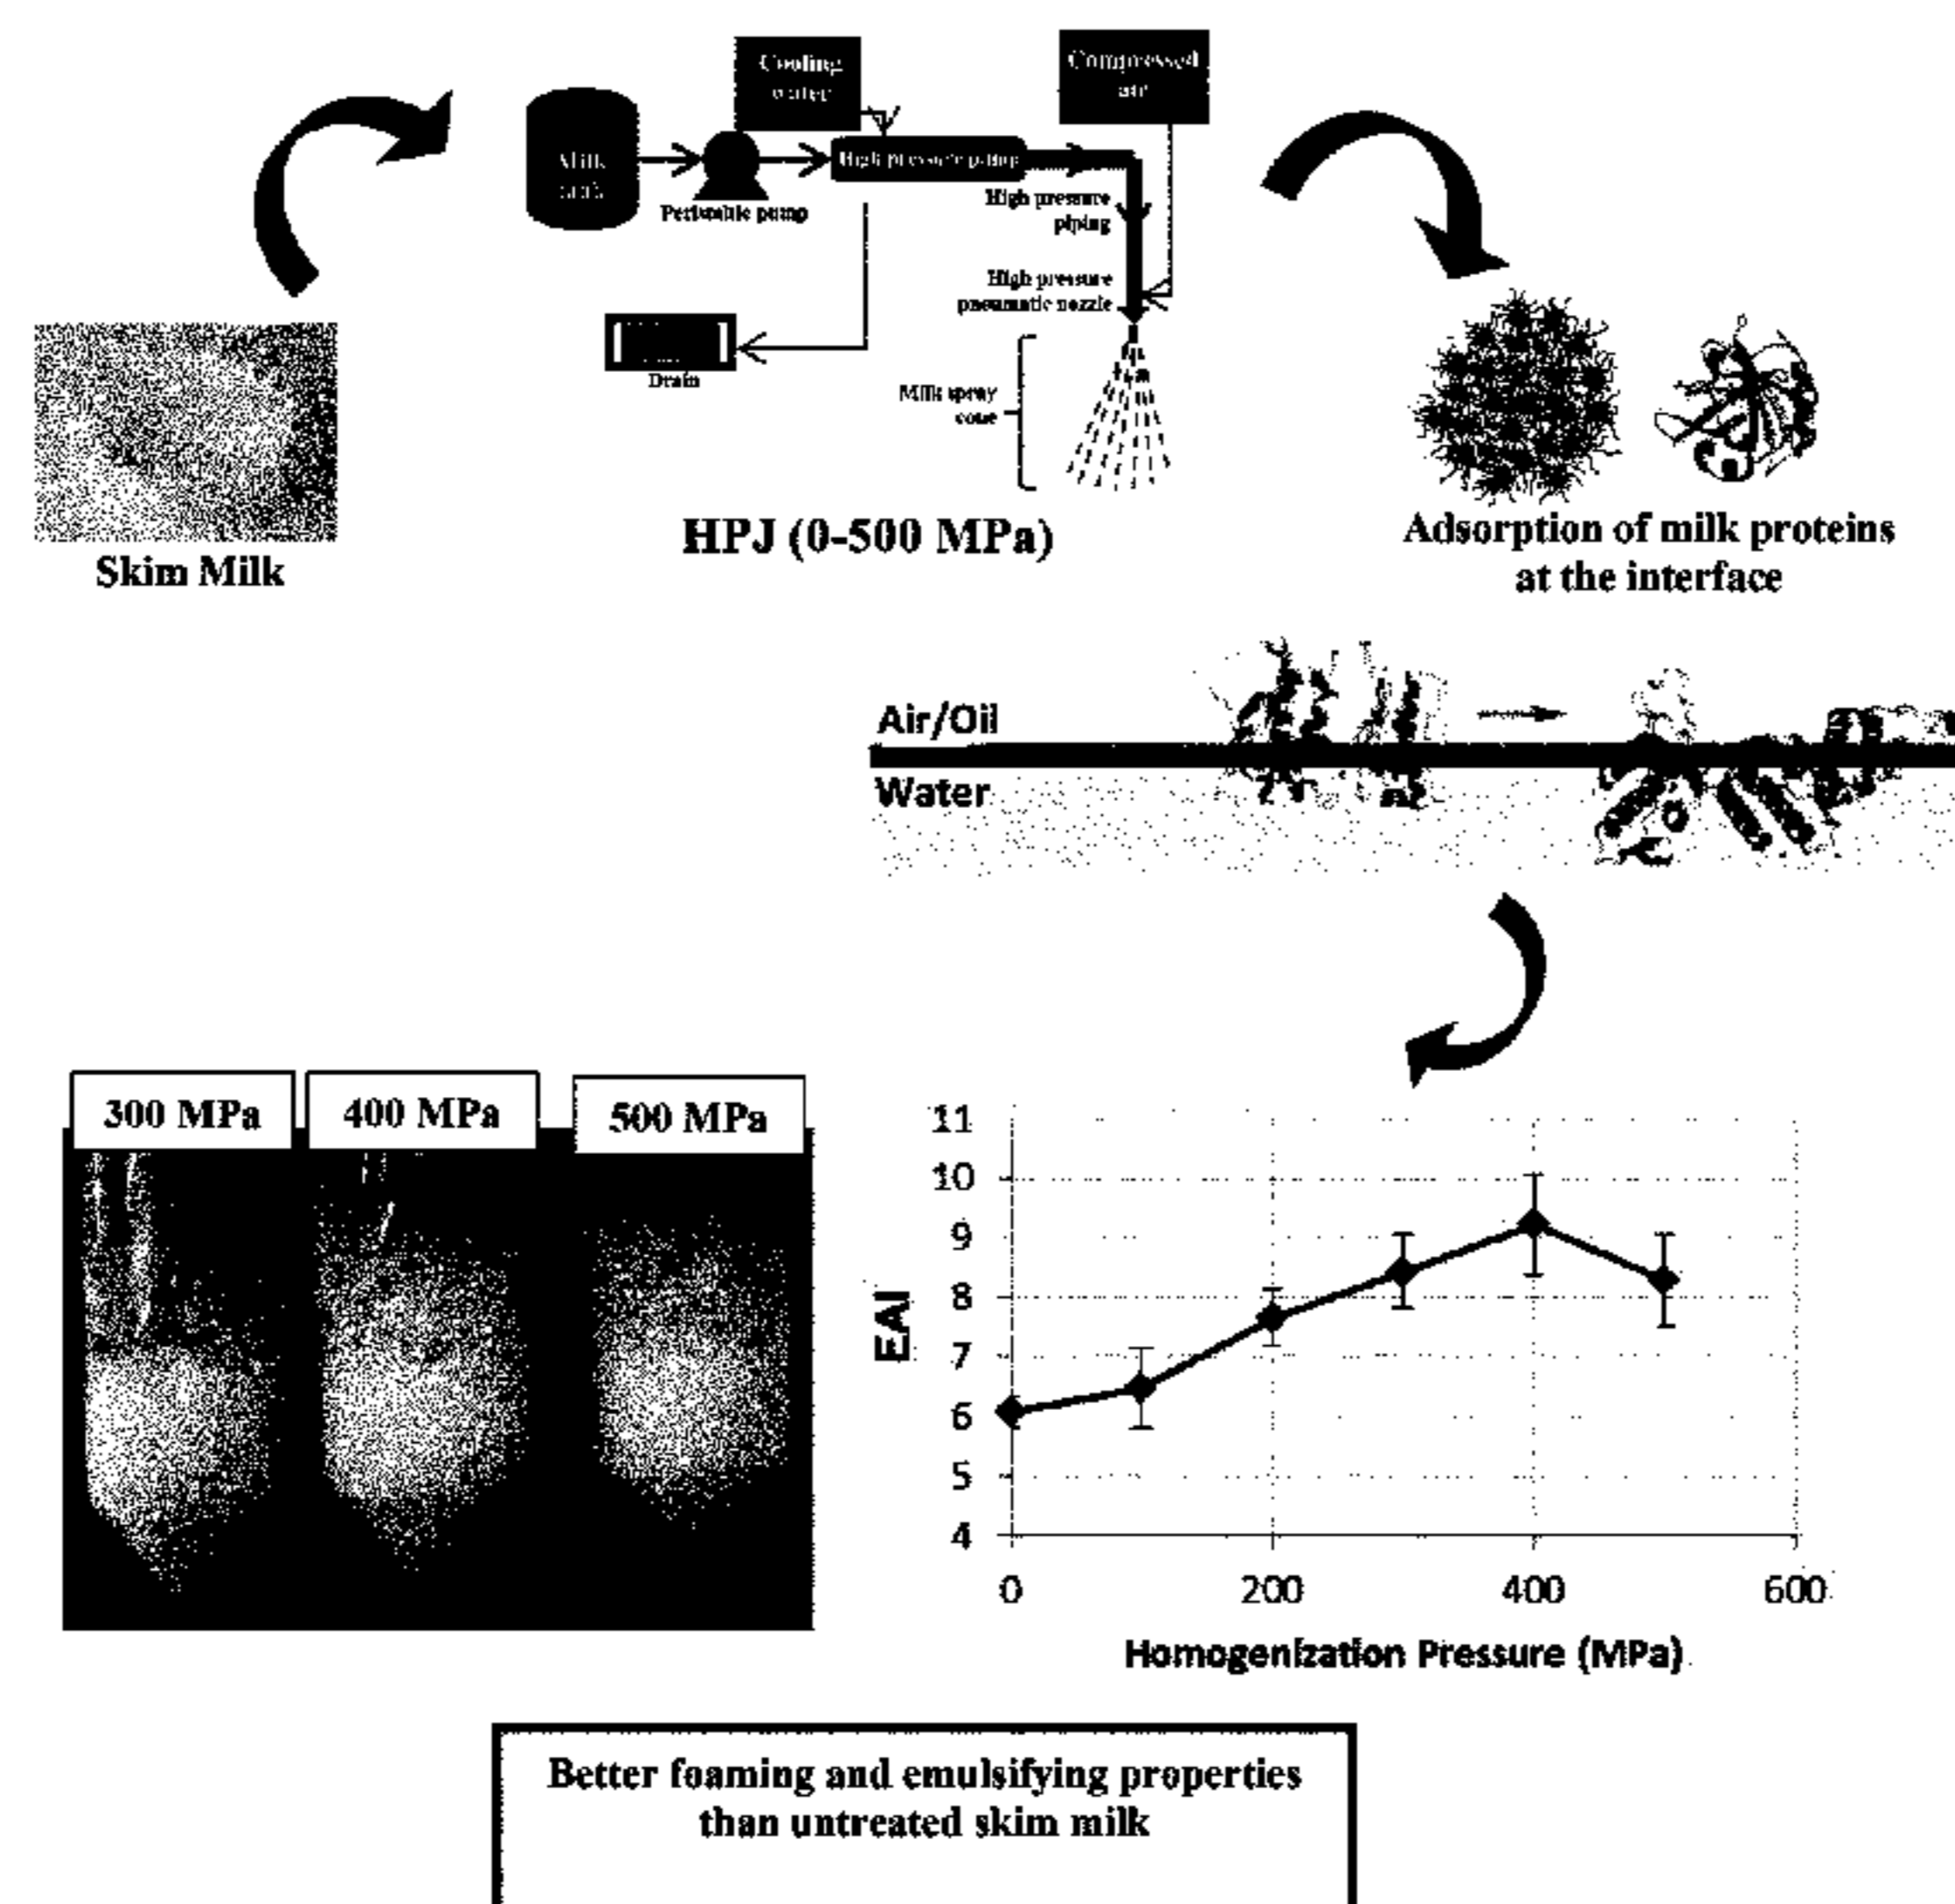 Cooling
water
Compressed
air
Milk
tank
High pressure pump
Peristaltic pump
High pressure
piping
High pressure
pneumatic nozzle
Drain
Milk spray
cone
HPJ (0-500 MPa)
Skim Milk
Adsorption of milk proteins
at the interface
Air/Oil
Water
300 MPa
400 MPa
500 MPa
11
10
9
8
7
6
5
4
EAI
0
200
400
600
Homogenization Pressure (MPa)
Better foaming and emulsifying properties
than untreated skim milk